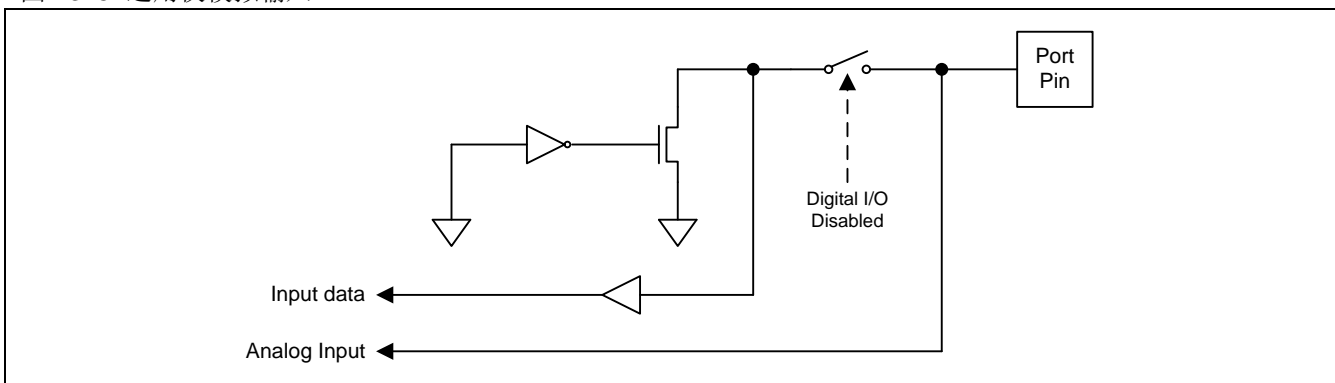 Port
Pin
Digital I/O
Disabled
Input data
Analog Input